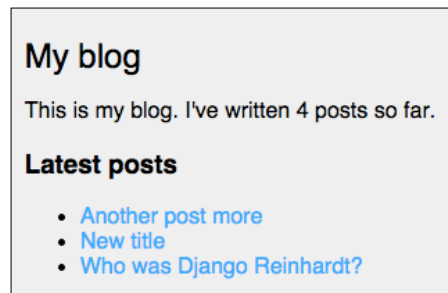 My blog
This is my blog. I've written 4 posts so far.
Latest posts
• Another post more
• New title
• Who was Django Reinhardt?